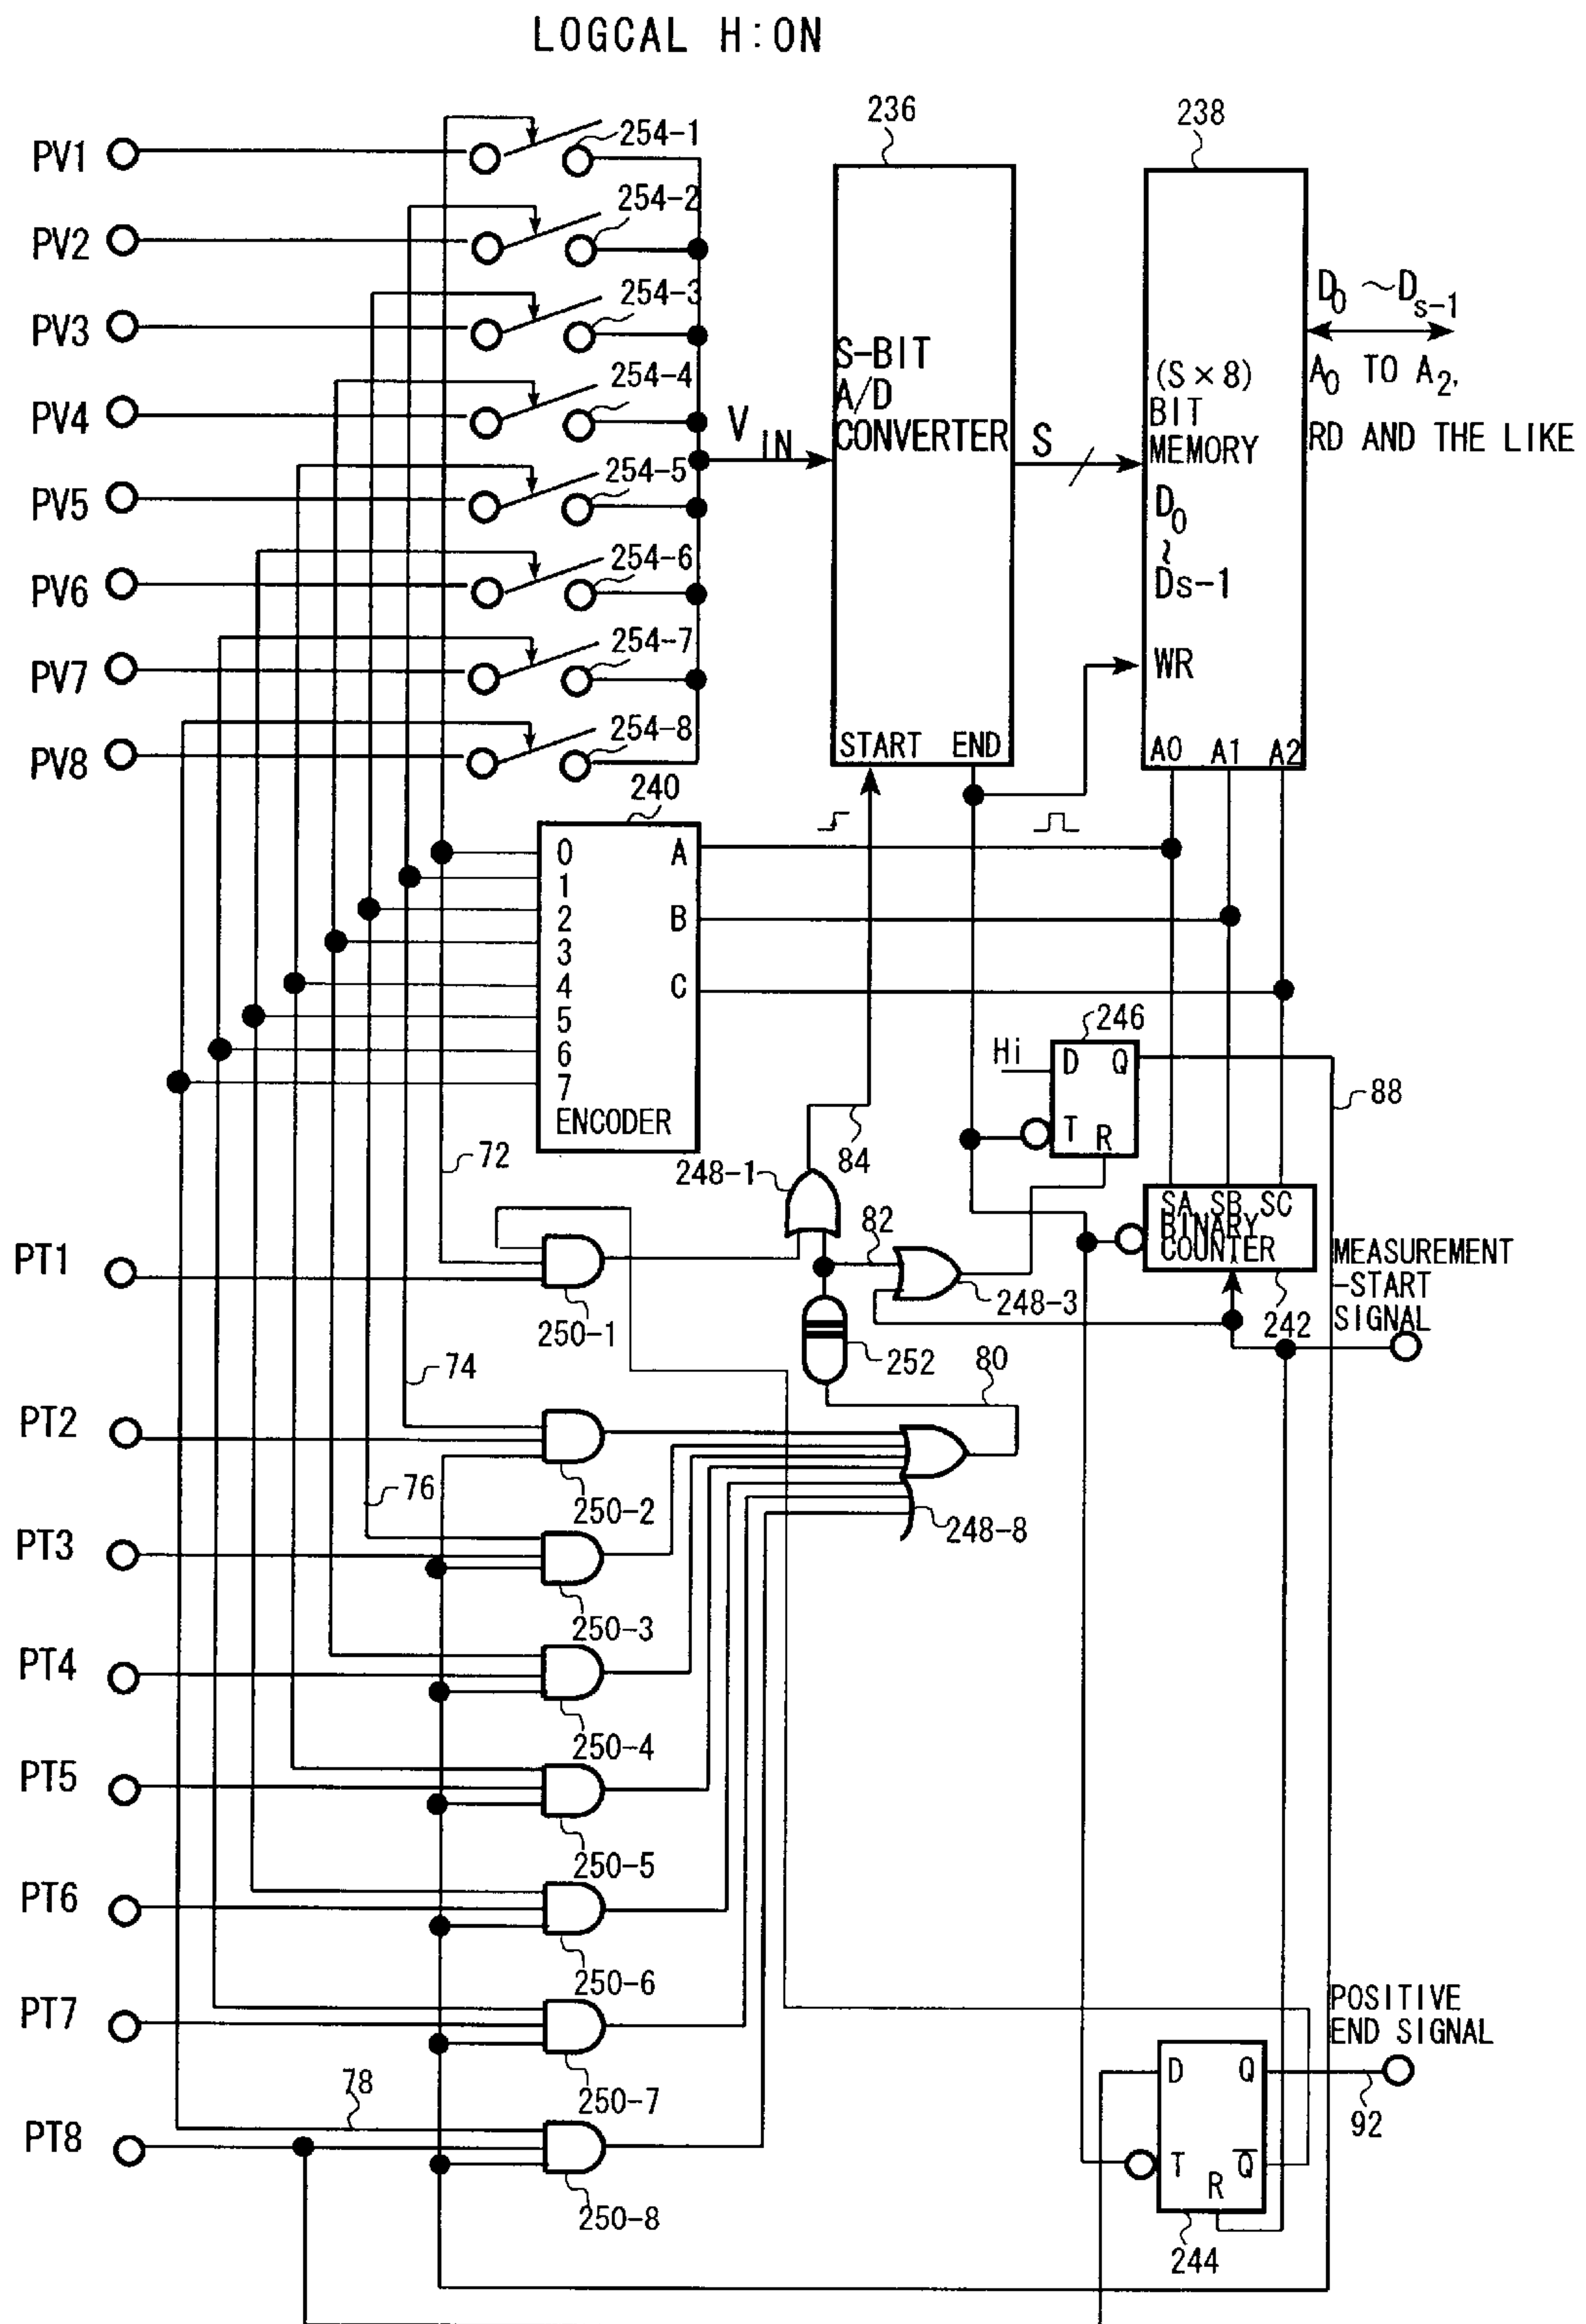 LOGCAL H:ON
PV1
PV2
PV3
PV4
PV5
PV6
PV7
PV8
254-1
254-2
254-3
254-4
254-5
254-6
254-7
254-8
V IN
236
S-BIT
A/D
CONVERTER
START END
S
238
(S×8)
BIT
MEMORY
D0
~
Ds-1
WR
A0 A1 A2
D0 ~Ds-1
A0 TO A2,
RD AND THE LIKE
240
0
1
2
3
4
5
6
7
A
B
C
ENCODER
72
74
76
78
248-1
84
82
248-3
252
80
248-8
Hi
246
D Q
T R
88
SA SB SC
BINARY
COUNTER
242
MEASUREMENT
-START
SIGNAL
PT1
PT2
PT3
PT4
PT5
PT6
PT7
PT8
250-1
250-2
250-3
250-4
250-5
250-6
250-7
250-8
POSITIVE
END SIGNAL
92
D Q
T Q̅
R
244